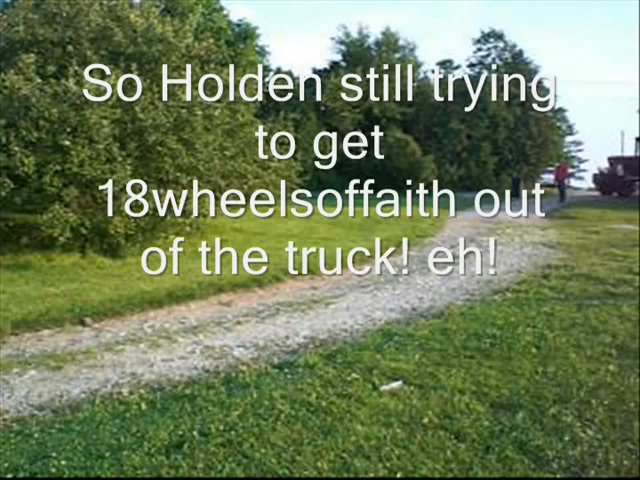 So Holden still trying
to get
18wheelsoffaith out
of the truck! eh!